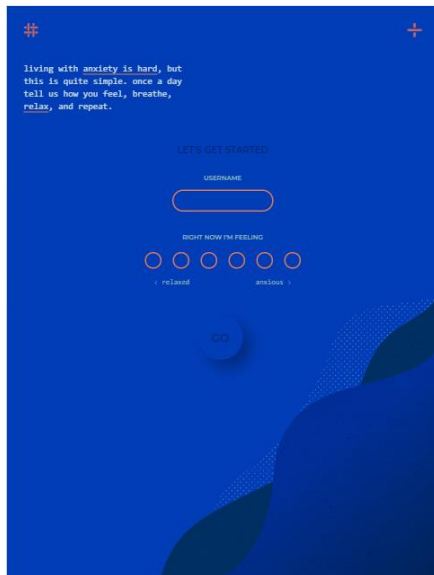 #
÷
living with anxiety is hard, but
this is quite simple. once a day
tell us how you feel, breathe,
relax, and repeat.
LET'S GET STARTED
USERNAME
RIGHT NOW I'M FEELING
‹ relaxed anxious ›
GO